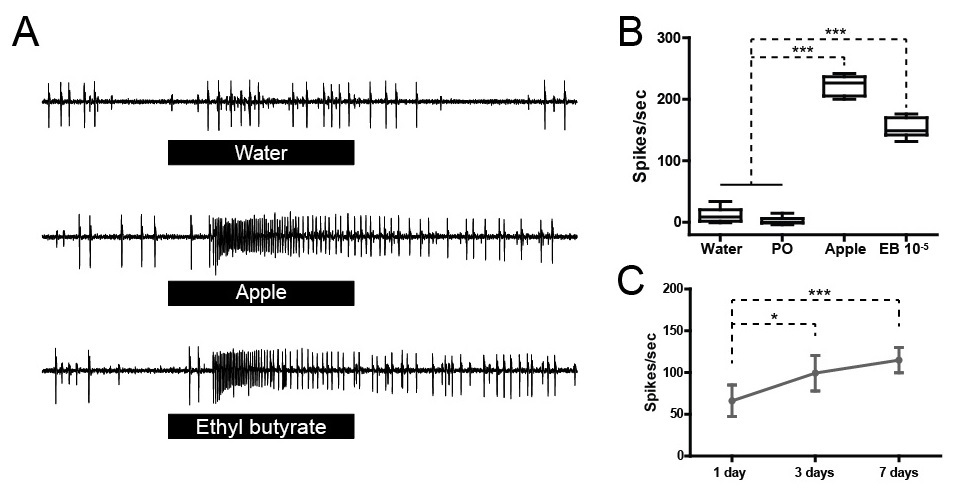 A
Water
Apple
Ethyl butyrate
B
Spikes/sec
300
200
100
0
***
***
Water PO Apple EB 10-5
C
Spikes/sec
200
150
100
50
0
***
*
1 day 3 days 7 days